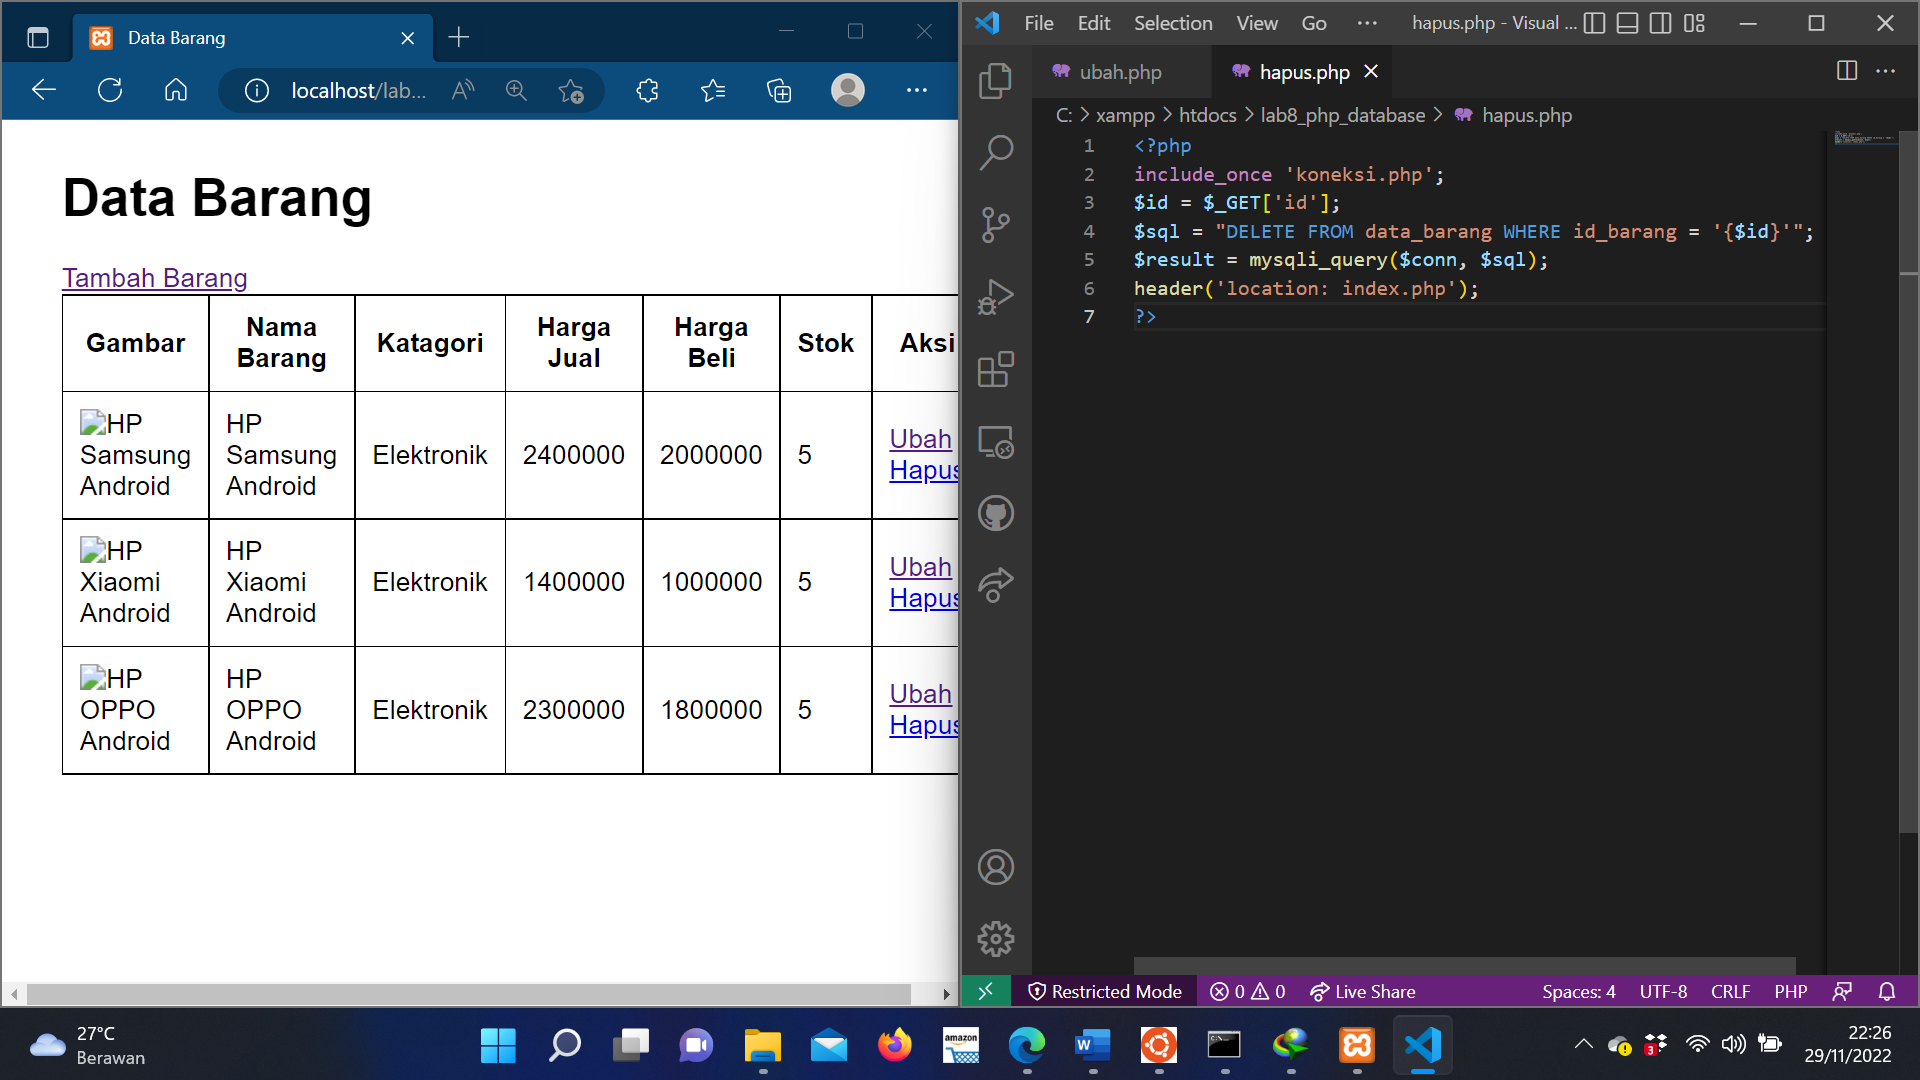 Data Barang
localhost/lab...
Data Barang
Tambah Barang
Gambar Nama Barang Katagori Harga Jual Harga Beli Stok Aksi
HP Samsung Android HP Samsung Android Elektronik 2400000 2000000 5 Ubah Hapus
HP Xiaomi Android HP Xiaomi Android Elektronik 1400000 1000000 5 Ubah Hapus
HP OPPO Android HP OPPO Android Elektronik 2300000 1800000 5 Ubah Hapus
File Edit Selection View Go ··· hapus.php - Visual ...
ubah.php hapus.php
C: > xampp > htdocs > lab8_php_database > hapus.php
1 <?php
2 include_once 'koneksi.php';
3 $id = $_GET['id'];
4 $sql = "DELETE FROM data_barang WHERE id_barang = '{$id}'";
5 $result = mysqli_query($conn, $sql);
6 header('location: index.php');
7 ?>
Restricted Mode 0 0 Live Share Spaces: 4 UTF-8 CRLF PHP
27°C
Berawan
amazon
3
22:26
29/11/2022